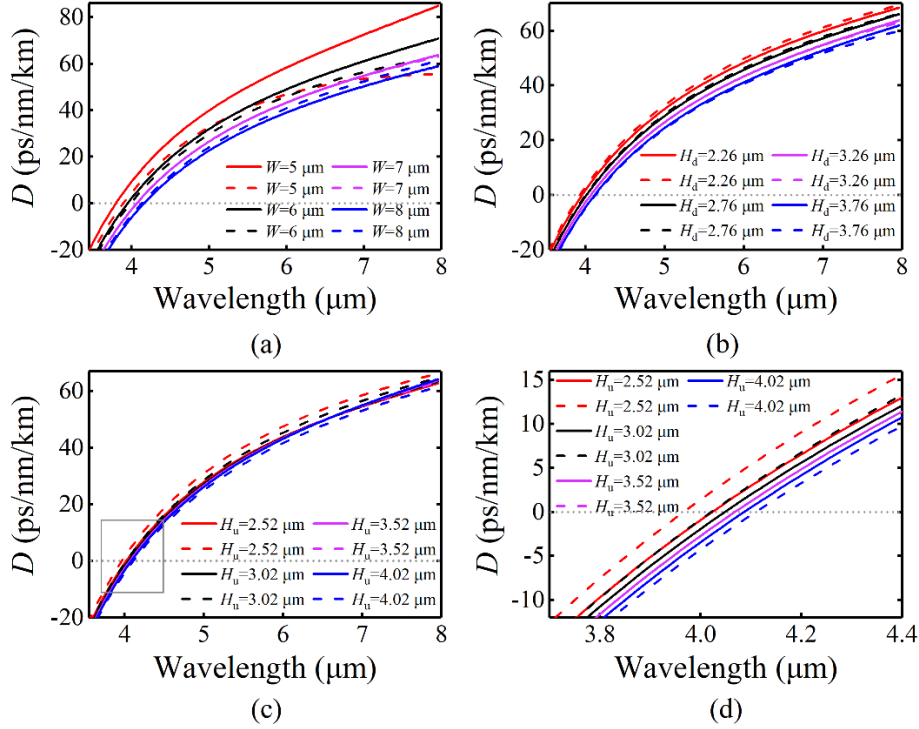 80
60
40
20
0
-20
D (ps/nm/km)
W=5 μm
W=7 μm
W=5 μm
W=7 μm
W=6 μm
W=8 μm
W=6 μm
W=8 μm
4 5 6 7 8
Wavelength (μm)
(a)
60
40
20
0
-20
D (ps/nm/km)
Hd=2.26 μm
Hd=3.26 μm
Hd=2.26 μm
Hd=3.26 μm
Hd=2.76 μm
Hd=3.76 μm
Hd=2.76 μm
Hd=3.76 μm
4 5 6 7 8
Wavelength (μm)
(b)
60
40
20
0
-20
D (ps/nm/km)
Hu=2.52 μm
Hu=3.52 μm
Hu=2.52 μm
Hu=3.52 μm
Hu=3.02 μm
Hu=4.02 μm
Hu=3.02 μm
Hu=4.02 μm
4 5 6 7 8
Wavelength (μm)
(c)
15
10
5
0
-5
-10
D (ps/nm/km)
Hu=2.52 μm
Hu=4.02 μm
Hu=2.52 μm
Hu=4.02 μm
Hu=3.02 μm
Hu=3.02 μm
Hu=3.52 μm
Hu=3.52 μm
3.8 4.0 4.2 4.4
Wavelength (μm)
(d)